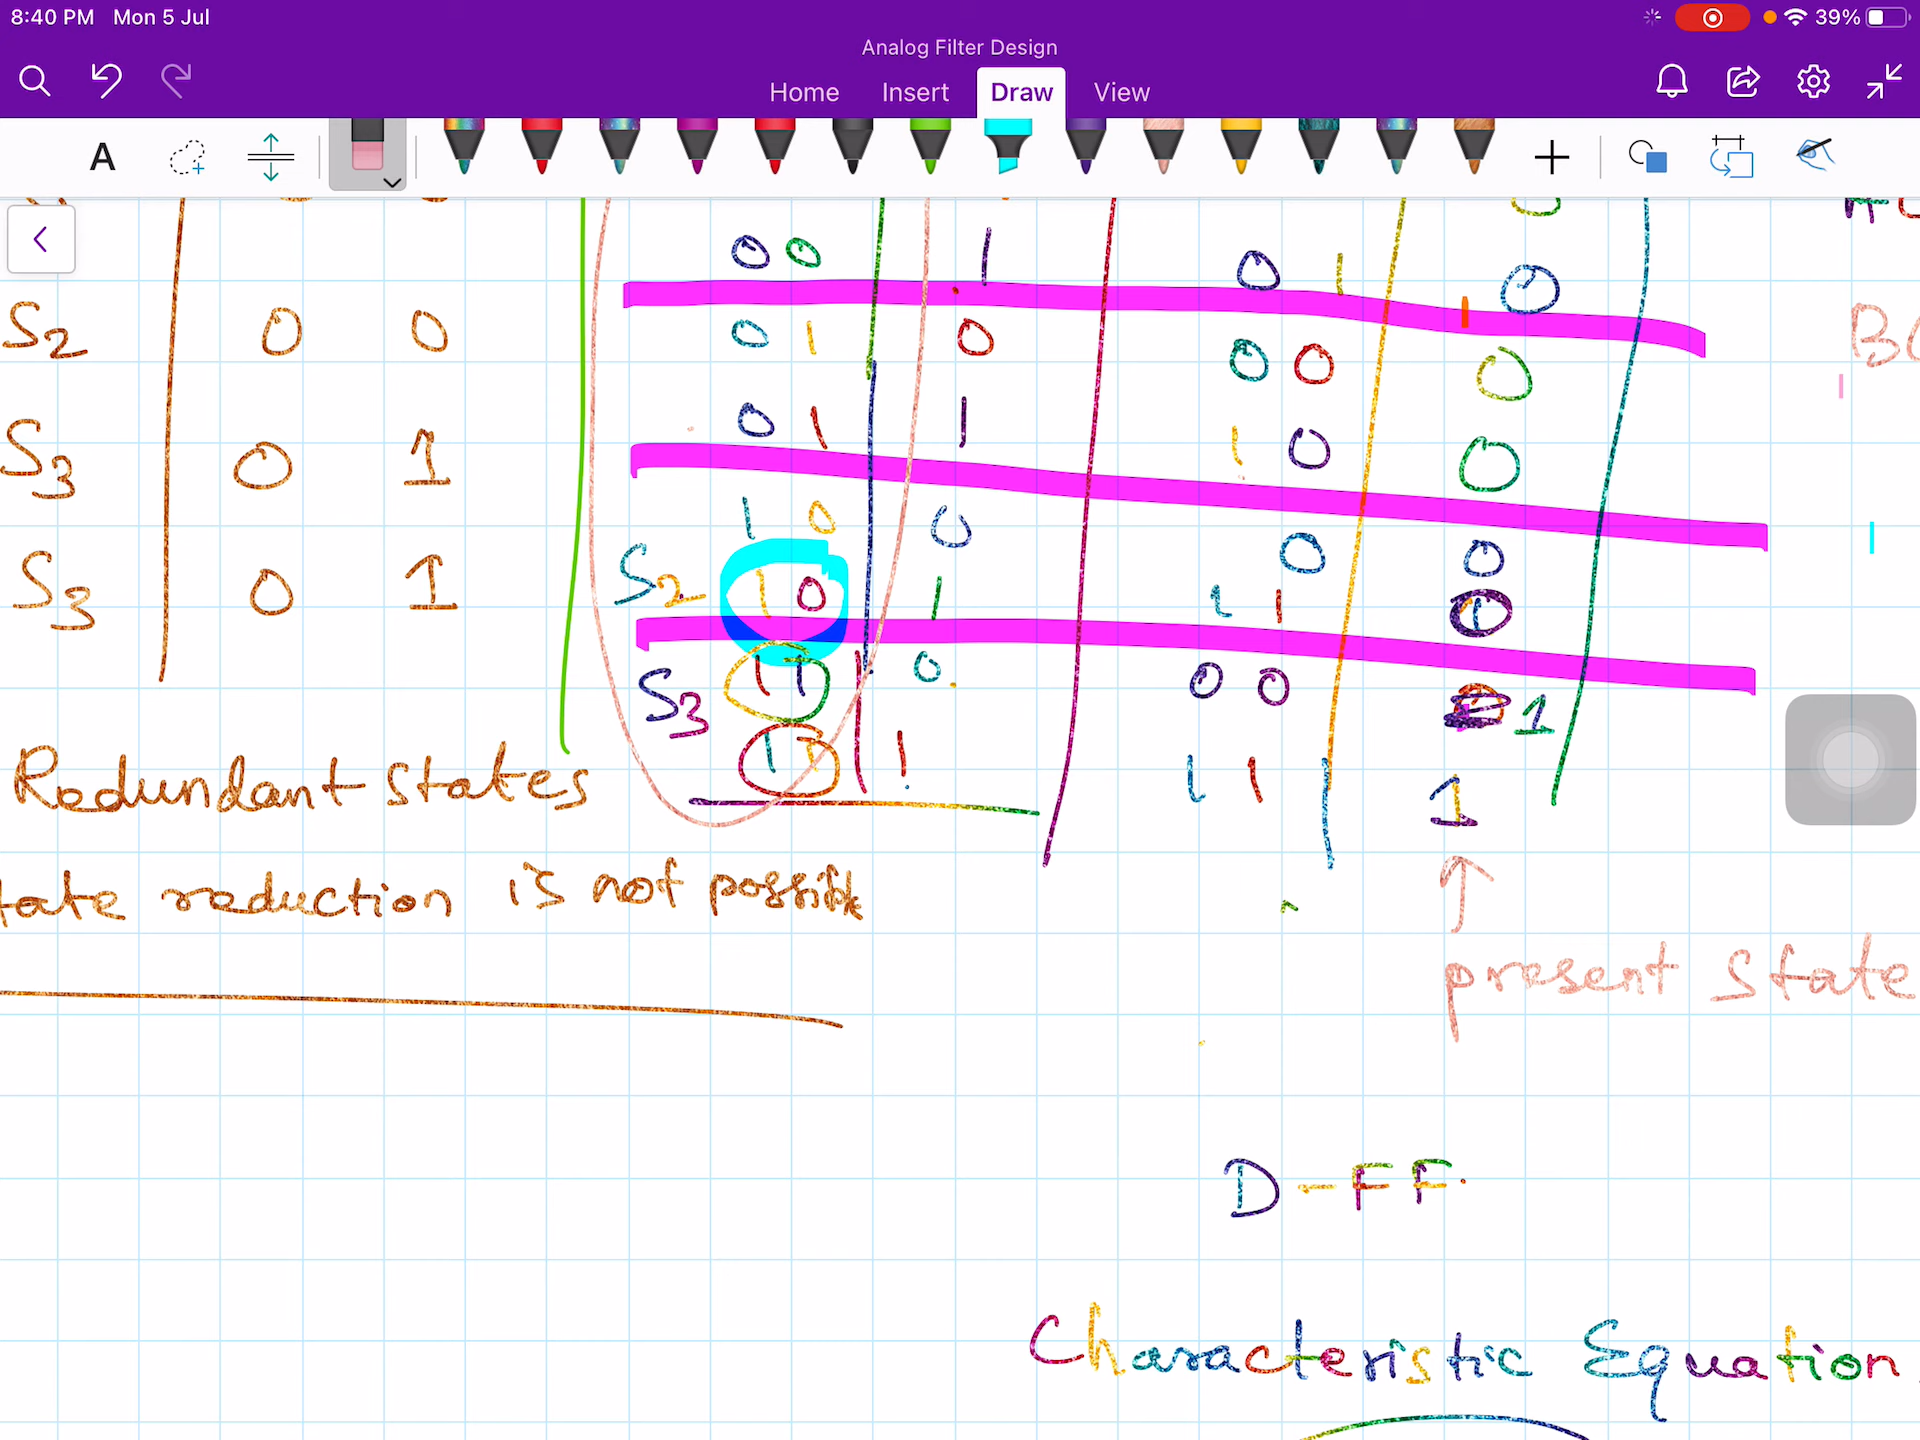 8:40 PM Mon 5 Jul
39%
Analog Filter Design
Home Insert Draw View
A
0 0 1 0 1 0
S2 0 0
0 1 0 0 0 0
0 1 1 1 0 0
S3 0 1
1 0 0 0 0
S3 0 1
S2 1 0 1 1 1
S3 1 1 0 0 0 1
1 1 1 1 1 1
Redundant States
tate reduction is not possible
present State
D-FF.
Characteristic Equation